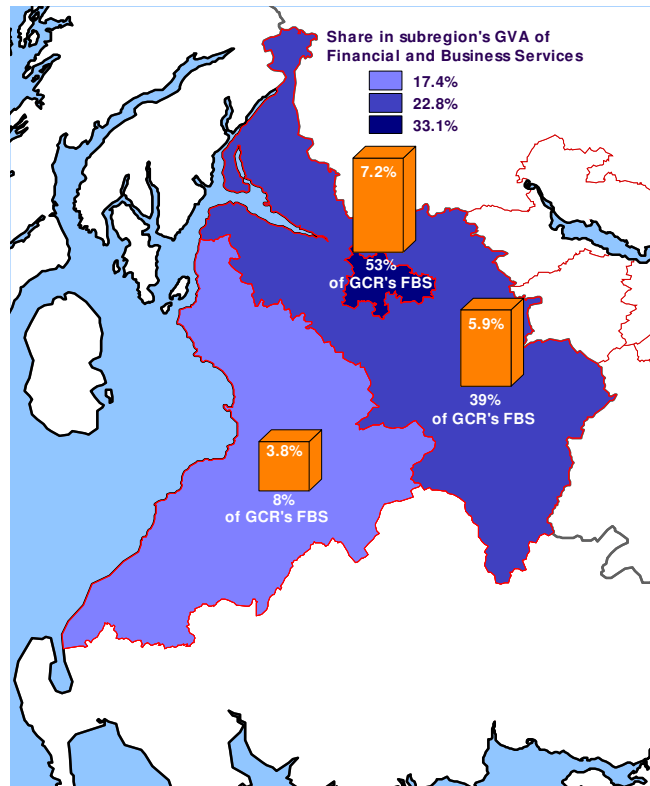 Share in subregion's GVA of
Financial and Business Services
17.4%
22.8%
33.1%
7.2%
53%
of GCR's FBS
5.9%
39%
of GCR's FBS
3.8%
8%
of GCR's FBS